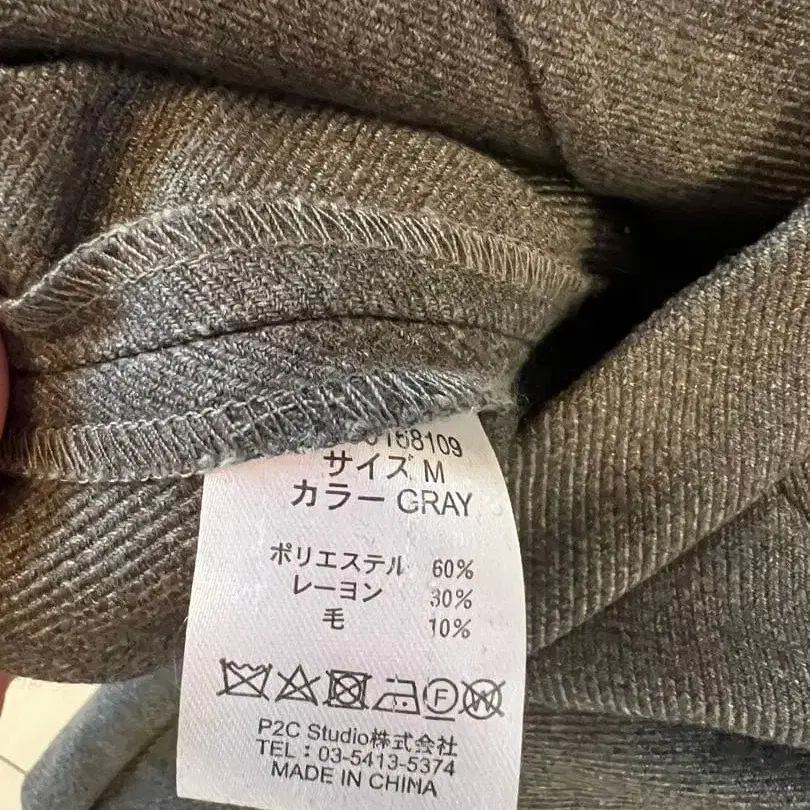 サイズ M
カラー GRAY
ポリエステル 60%
レーヨン 30%
毛 10%
F W
P2C Studio株式会社
TEL：03-5413-5374
MADE IN CHINA